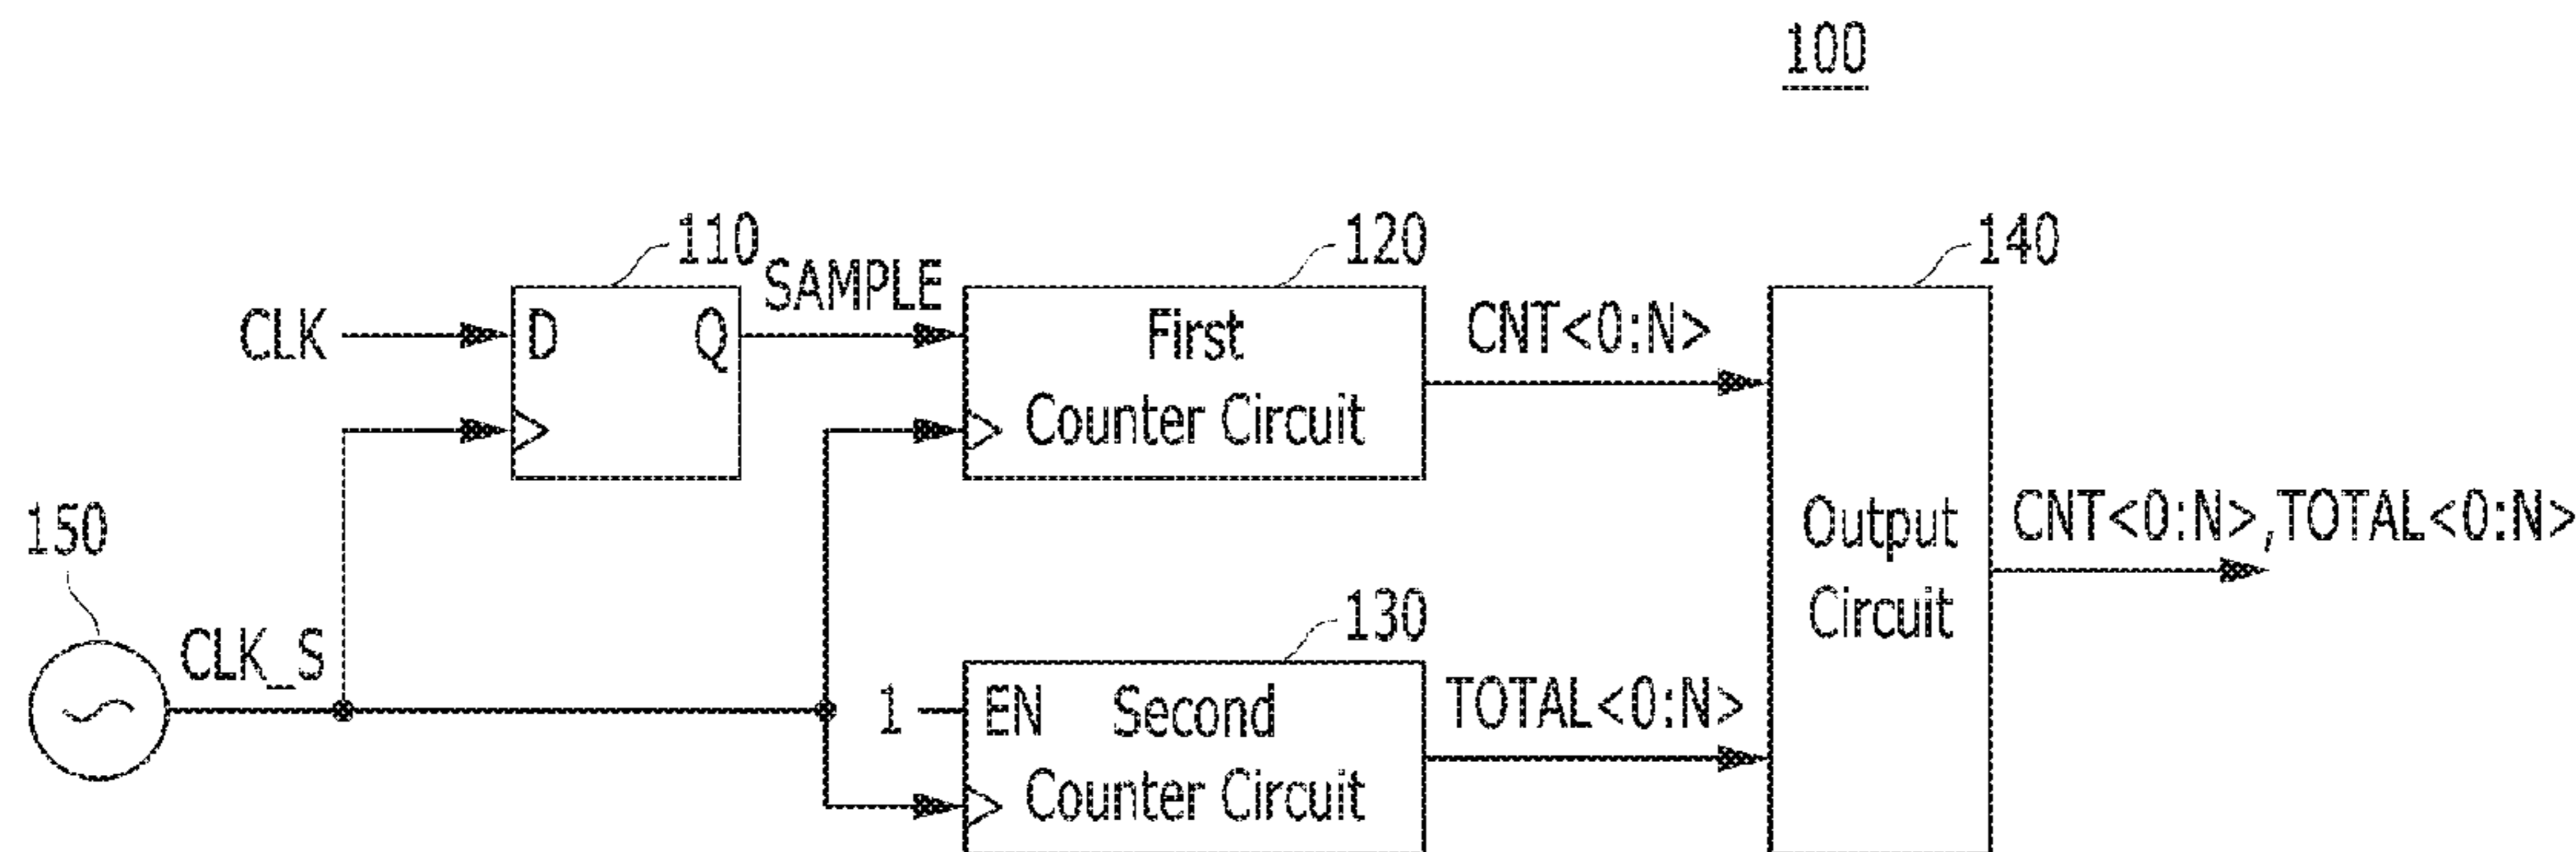 100
110
SAMPLE
120
140
CLK
D
Q
First
Counter Circuit
CNT<0:N>
Output
Circuit
CNT<0:N>,TOTAL<0:N>
150
CLK_S
130
1
EN
Second
Counter Circuit
TOTAL<0:N>